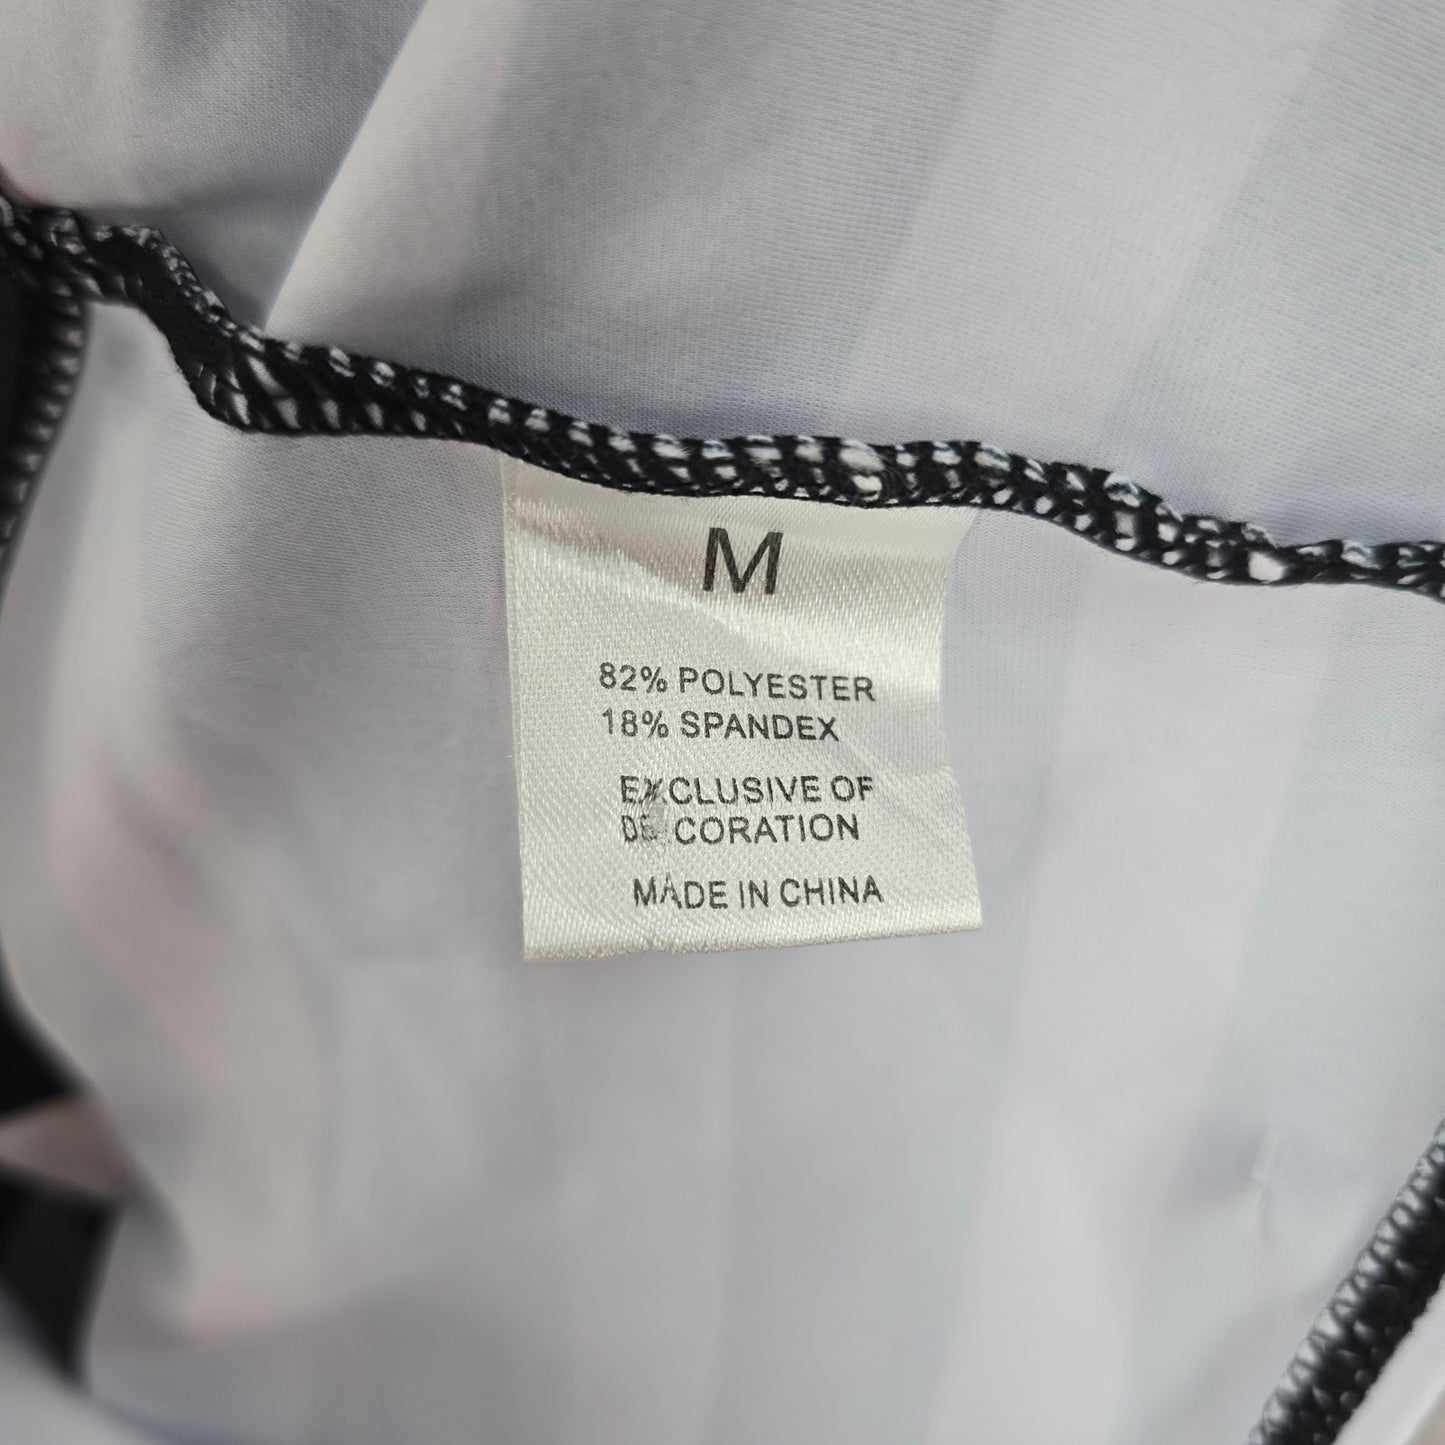 M
82% POLYESTER
18% SPANDEX
EXCLUSIVE OF
DECORATION
MADE IN CHINA